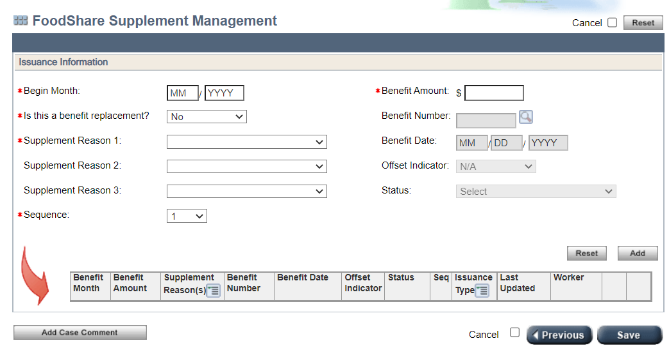 FoodShare Supplement Management
Cancel Reset
Issuance Information
*Begin Month: MM / YYYY *Benefit Amount: $
*Is this a benefit replacement? No Benefit Number:
*Supplement Reason 1: Benefit Date: MM / DD / YYYY
Supplement Reason 2: Offset Indicator: N/A
Supplement Reason 3: Status: Select
*Sequence: 1
Reset Add
Benefit Month Benefit Amount Supplement Reason(s) Benefit Number Benefit Date Offset Indicator Status Seq Issuance Type Last Updated Worker
Add Case Comment Cancel Previous Save